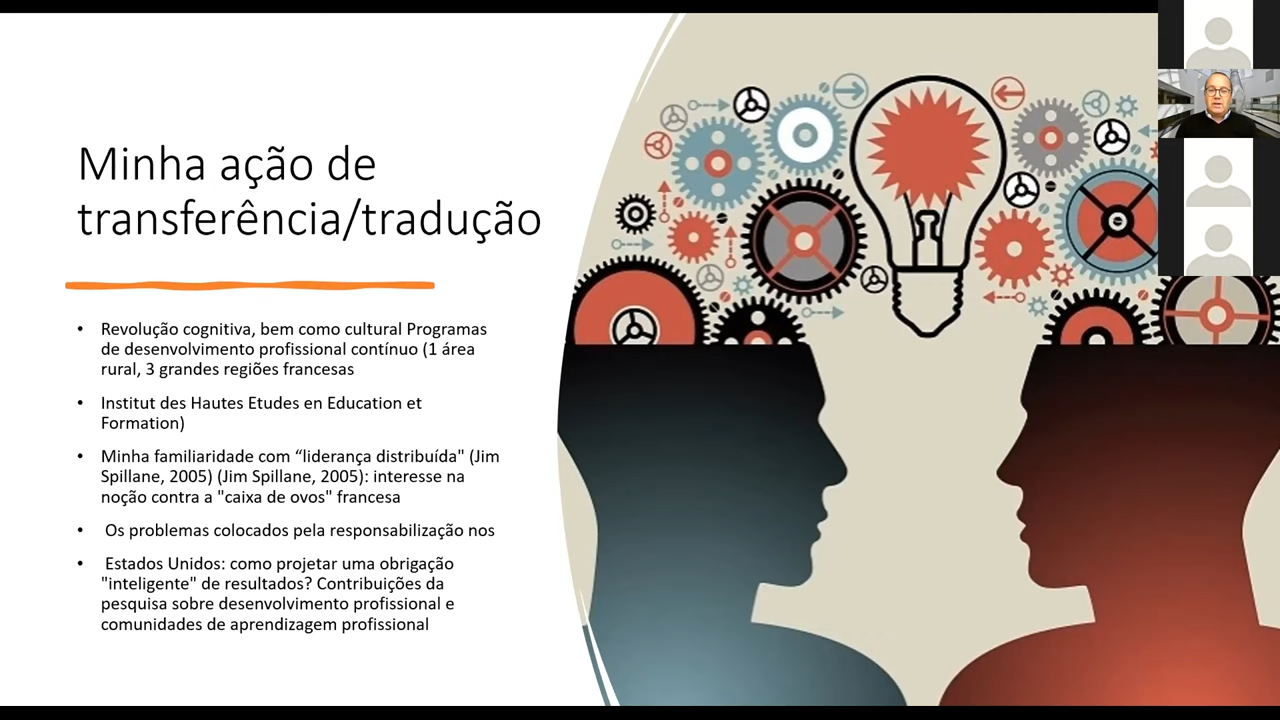 Minha ação de
transferência/tradução
• Revolução cognitiva, bem como cultural Programas
de desenvolvimento profissional contínuo (1 área
rural, 3 grandes regiões francesas
• Institut des Hautes Etudes en Education et
Formation)
• Minha familiaridade com “liderança distribuída" (Jim
Spillane, 2005) (Jim Spillane, 2005): interesse na
noção contra a "caixa de ovos" francesa
• Os problemas colocados pela responsabilização nos
• Estados Unidos: como projetar uma obrigação
"inteligente" de resultados? Contribuições da
pesquisa sobre desenvolvimento profissional e
comunidades de aprendizagem profissional